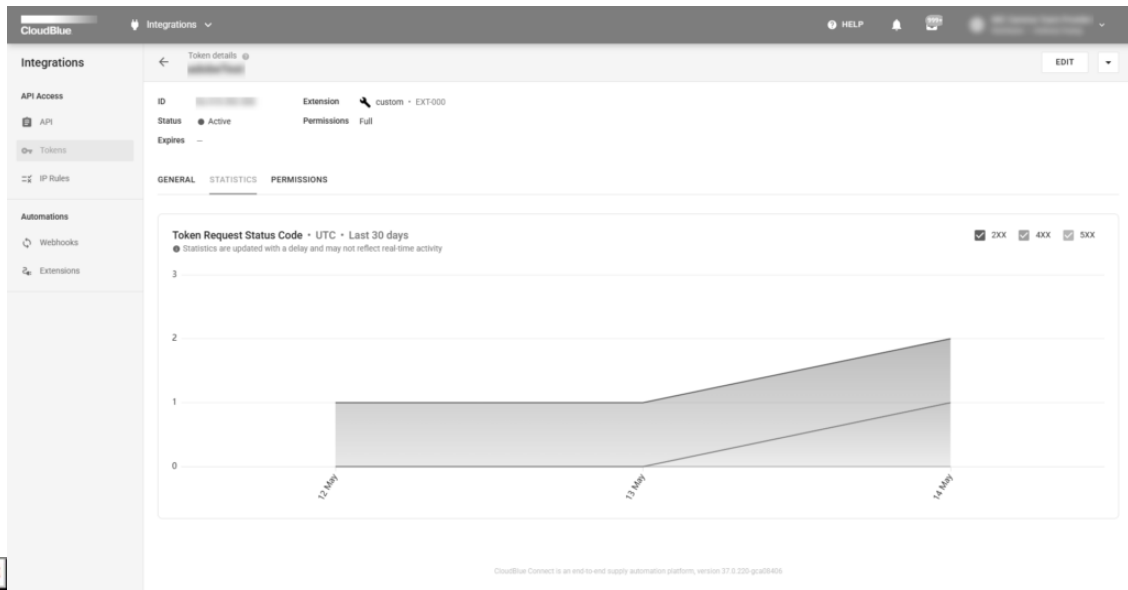 CloudBlue
Integrations
HELP
999+
Integrations
Token details
EDIT
API Access
API
Tokens
IP Rules
Automations
Webhooks
Extensions
ID
Extension custom • EXT-000
Status Active
Permissions Full
Expires –
GENERAL STATISTICS PERMISSIONS
Token Request Status Code • UTC • Last 30 days
Statistics are updated with a delay and may not reflect real-time activity
2XX 4XX 5XX
3
2
1
0
12 May
13 May
14 May
CloudBlue Connect is an end-to-end supply automation platform, version 37.0.220-gca08406